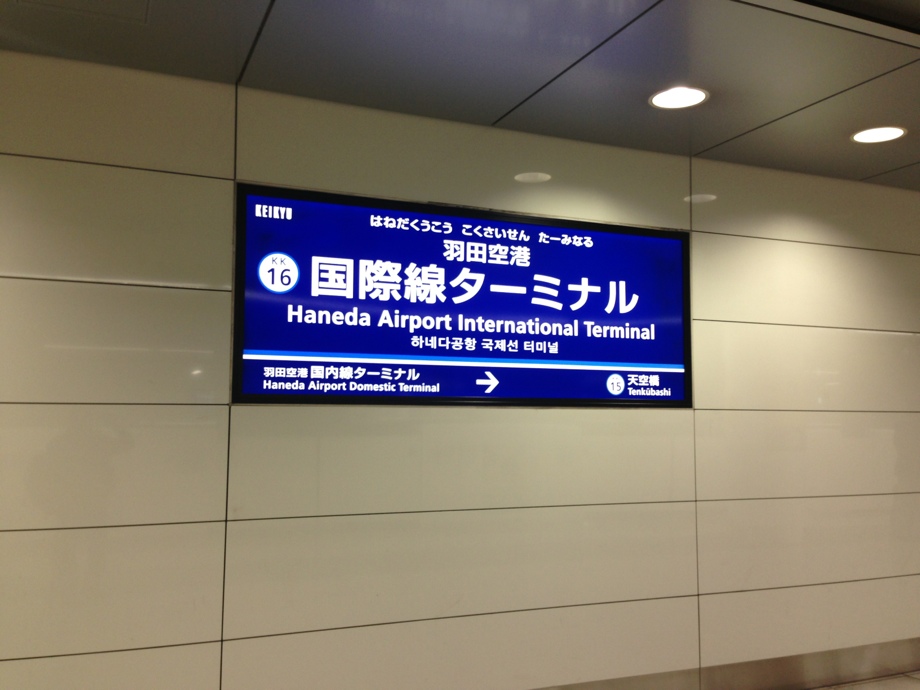 KEIKYU
はねだくうこう こくさいせん たーみなる
羽田空港
KK
16
国際線ターミナル
Haneda Airport International Terminal
하네다공항 국제선 터미널
羽田空港国内線ターミナル
Haneda Airport Domestic Terminal
→
15
天空橋
Tenkūbashi